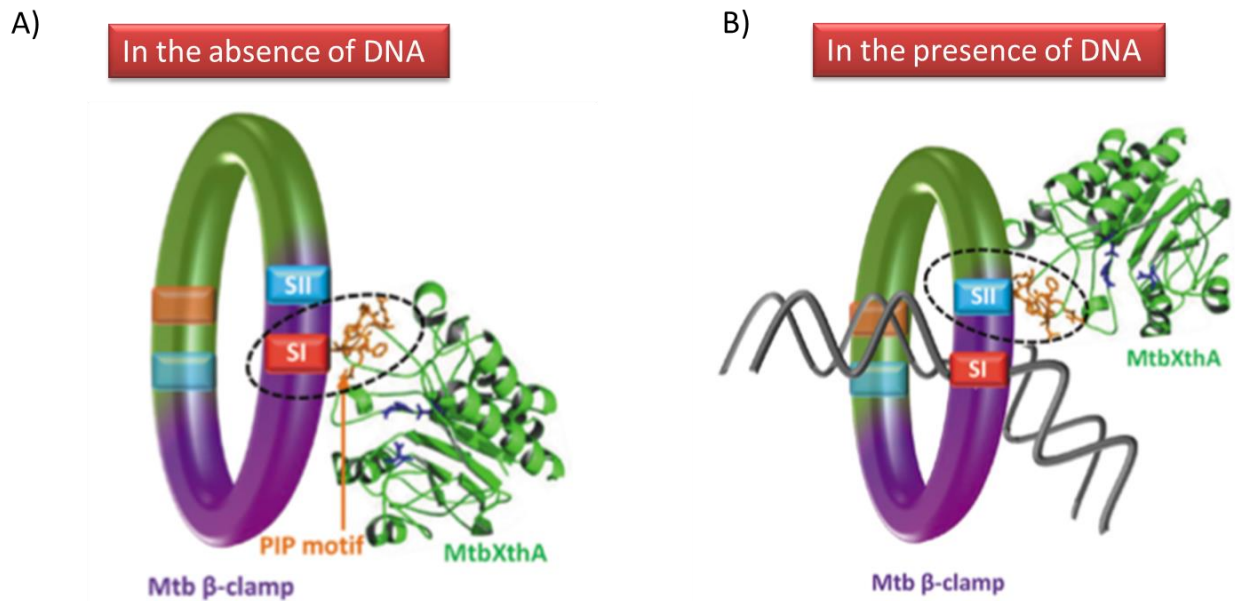 A)
In the absence of DNA
SII
SI
PIP motif
MtbXthA
Mtb β-clamp
B)
In the presence of DNA
SII
SI
MtbXthA
Mtb β-clamp